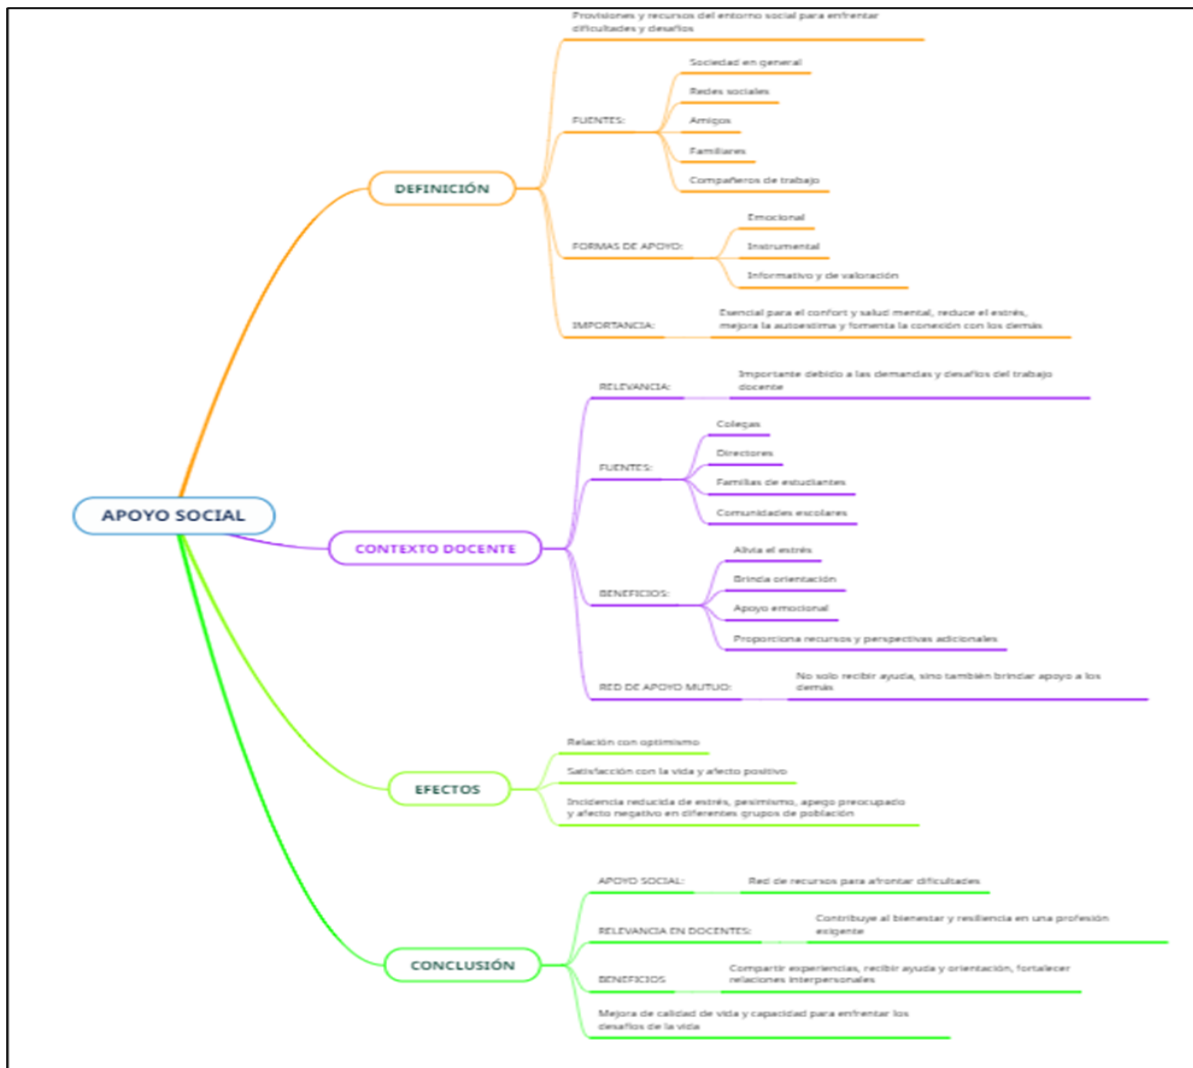 Provisiones y recursos del entorno social para enfrentar
dificultades y desafíos
Sociedad en general
Redes sociales
FUENTES:
Amigos
Familiares
Compañeros de trabajo
DEFINICIÓN
Emocional
FORMAS DE APOYO:
Instrumental
Informativo y de valoración
IMPORTANCIA:
Esencial para el confort y salud mental, reduce el estrés,
mejora la autoestima y fomenta la conexión con los demás
RELEVANCIA:
Importante debido a las demandas y desafíos del trabajo
docente
Colegas
Directores
FUENTES:
Familias de estudiantes
Comunidades escolares
APOYO SOCIAL
CONTEXTO DOCENTE
Alivia el estrés
Brinda orientación
BENEFICIOS:
Apoyo emocional
Proporciona recursos y perspectivas adicionales
RED DE APOYO MUTUO:
No solo recibir ayuda, sino también brindar apoyo a los
demás
Relación con optimismo
EFECTOS
Satisfacción con la vida y afecto positivo
Incidencia reducida de estrés, pesimismo, apego preocupado
y afecto negativo en diferentes grupos de población
APOYO SOCIAL:
Red de recursos para afrontar dificultades
RELEVANCIA EN DOCENTES:
Contribuye al bienestar y resiliencia en una profesión
exigente
CONCLUSIÓN
BENEFICIOS
Compartir experiencias, recibir ayuda y orientación, fortalecer
relaciones interpersonales
Mejora de calidad de vida y capacidad para enfrentar los
desafíos de la vida